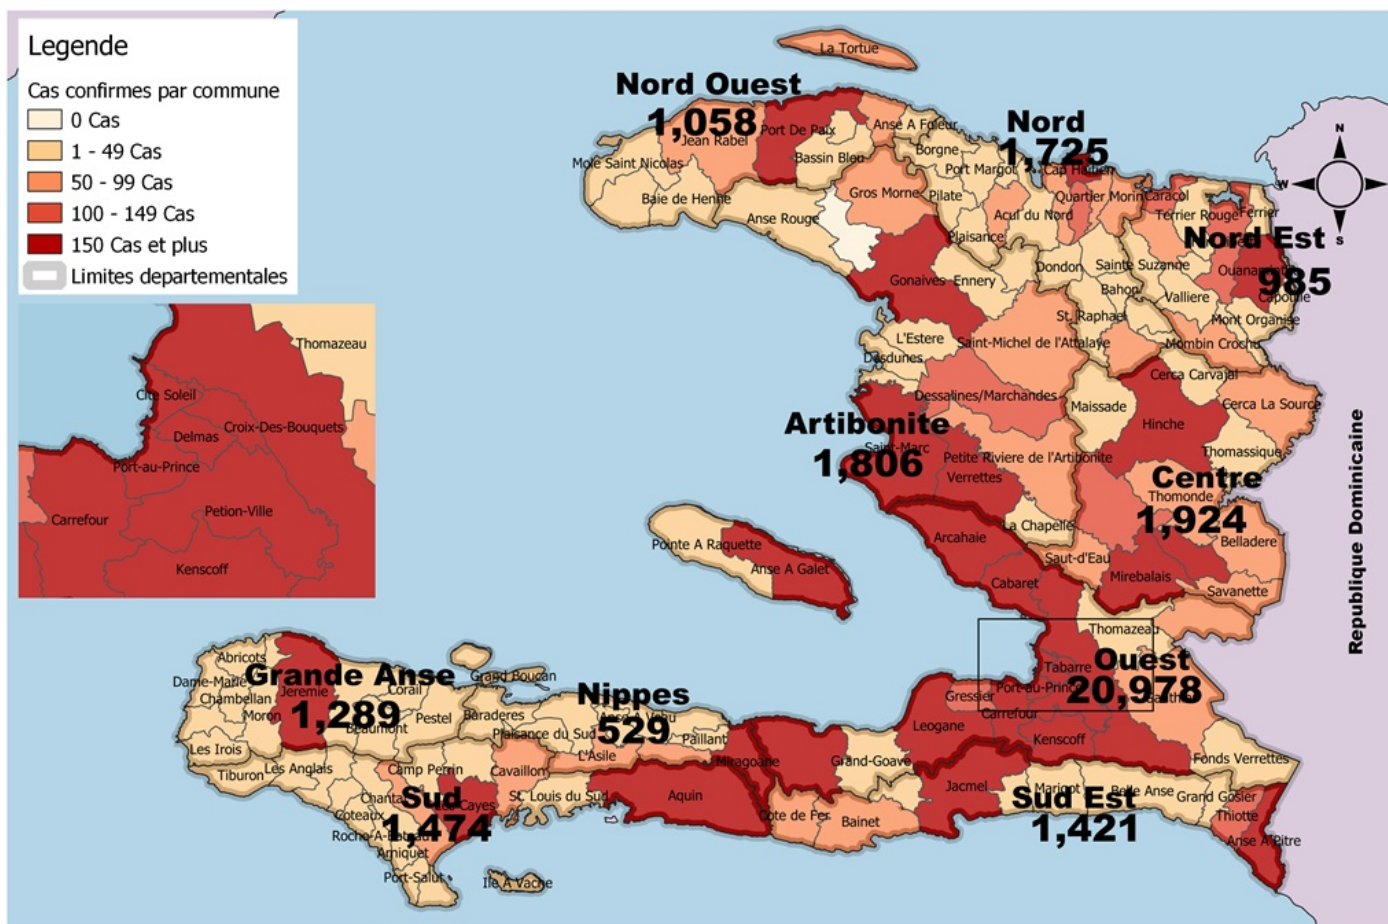 Legende
Cas confirmes par commune
0 Cas
1 - 49 Cas
50 - 99 Cas
100 - 149 Cas
150 Cas et plus
Limites departementales
Thomazeau
Cite Soleil
Croix-Des-Bouquets
Delmas
Port-au-Prince
Petion-Ville
Carrefour
Kenscoff
La Tortue
Nord Ouest
1,058
Port De Paix
Jean Rabel
Anse A Foleur
Mole Saint Nicolas
Bassin Bleu
Baie de Henne
Anse Rouge
Gros Morne
Nord
1,725
Borgne
Port Margot
Cap Haitien
Pilate
Quartier Morin
Caracol
Acul du Nord
Terrier Rouge
Ferrier
Plaisance
N
W
S
Nord Est
985
Ouanaminthe
Capotille
Gonaives
Ennery
Dondon
Sainte Suzanne
Bahon
Valliere
St. Raphael
Mont Organise
L'Estere
Saint-Michel de l'Attalaye
Mombin Crochu
Desdunes
Cerca Carvajal
Dessalines/Marchandes
Maissade
Cerca La Source
Hinche
Artibonite
1,806
Saint-Marc
Petite Riviere de l'Artibonite
Verrettes
Thomassique
Centre
1,924
Thomonde
La Chapelle
Belladere
Arcahaie
Saut-d'Eau
Pointe A Raquette
Anse A Galet
Cabaret
Mirebalais
Savanette
Republique Dominicaine
Thomazeau
Ouest
20,978
Tabarre
Gressier
Port-au-Prince
Carrefour
Leogane
Kenscoff
Fonds Verrettes
Abricots
Dame-Marie
Grande Anse
1,289
Chambellan
Jeremie
Corail
Grand Boucan
Moron
Beaumont
Pestel
Baraderes
Nippes
529
Plaisance du Sud
Paillant
Les Irois
L'Asile
Miragoane
Grand-Goave
Tiburon
Les Anglais
Camp Perrin
Cavaillon
St. Louis du Sud
Aquin
Jacmel
Marigot
Belle Anse
Grand Gosier
Sud
1,474
Sud Est
1,421
Coteaux
Cote de Fer
Bainet
Thiotte
Anse A Pitre
Arniquet
Port-Salut
Ile A Vache